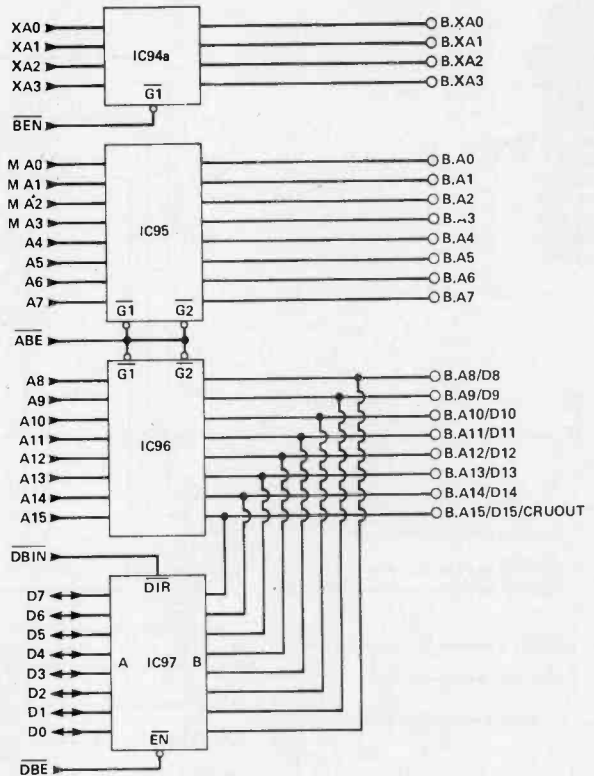 XA0 B.XA0
XA1 IC94a B.XA1
XA2 B.XA2
XA3 G1 B.XA3
BEN
M A0 B.A0
M A1 B.A1
M A2 B.A2
M A3 IC95 B.A3
A4 B.A4
A5 B.A5
A6 B.A6
A7 G1 G2 B.A7
ABE
A8 G1 G2 B.A8/D8
A9 B.A9/D9
A10 B.A10/D10
A11 IC96 B.A11/D11
A12 B.A12/D12
A13 B.A13/D13
A14 B.A14/D14
A15 B.A15/D15/CRUOUT
DBIN
D7 DIR
D6
D5
D4 A IC97 B
D3
D2
D1
D0 EN
DBE